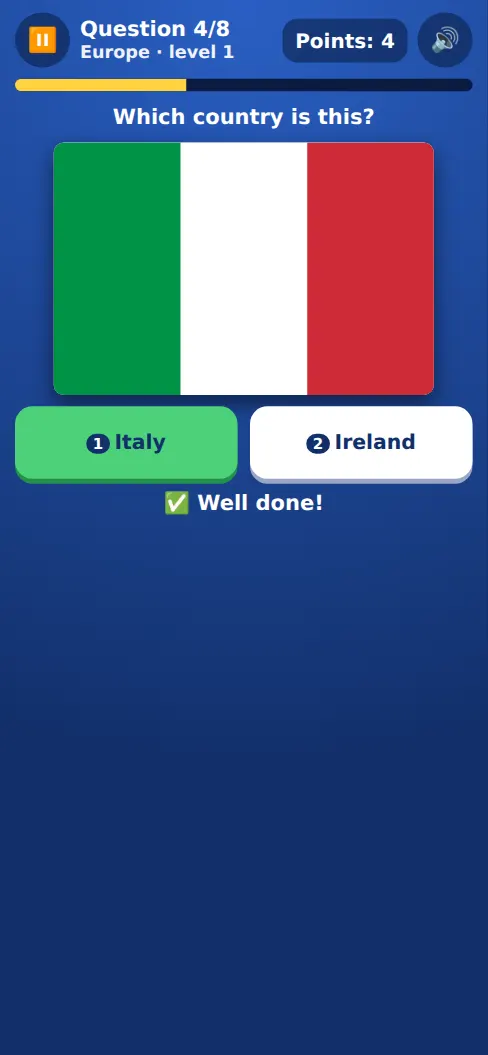 Question 4/8
Europe · level 1
Points: 4
Which country is this?
1 Italy
2 Ireland
✅ Well done!